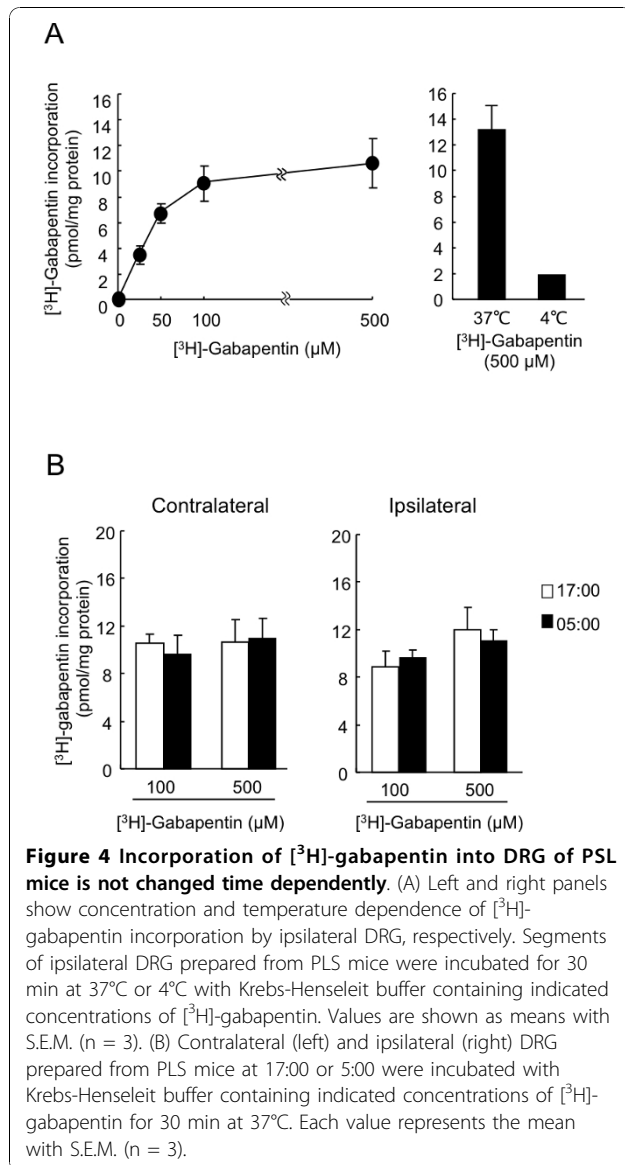 A
[³H]-Gabapentin incorporation
(pmol/mg protein)
16
14
12
10
8
6
4
2
0
0
50
100
500
[³H]-Gabapentin (µM)
16
14
12
10
8
6
4
2
0
37℃
4℃
[³H]-Gabapentin
(500 µM)
B
Contralateral
Ipsilateral
[³H]-gabapentin incorporation
(pmol/mg protein)
20
16
12
8
4
0
100
500
[³H]-Gabapentin (µM)
20
16
12
8
4
0
100
500
[³H]-Gabapentin (µM)
17:00
05:00
Figure 4 Incorporation of [³H]-gabapentin into DRG of PSL
mice is not changed time dependently. (A) Left and right panels
show concentration and temperature dependence of [³H]-
gabapentin incorporation by ipsilateral DRG, respectively. Segments
of ipsilateral DRG prepared from PLS mice were incubated for 30
min at 37°C or 4°C with Krebs-Henseleit buffer containing indicated
concentrations of [³H]-gabapentin. Values are shown as means with
S.E.M. (n = 3). (B) Contralateral (left) and ipsilateral (right) DRG
prepared from PLS mice at 17:00 or 5:00 were incubated with
Krebs-Henseleit buffer containing indicated concentrations of [³H]-
gabapentin for 30 min at 37°C. Each value represents the mean
with S.E.M. (n = 3).